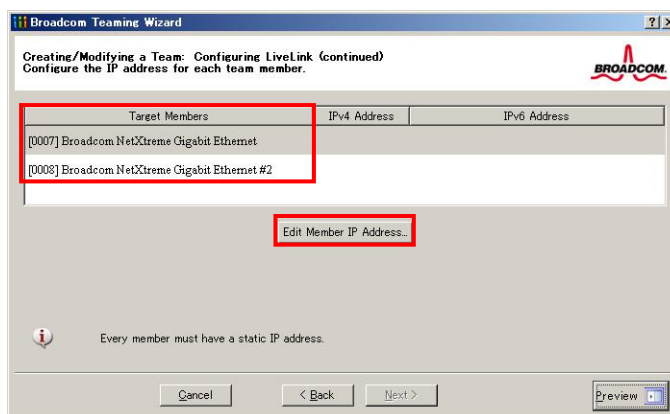 Broadcom Teaming Wizard
Creating/Modifying a Team: Configuring LiveLink (continued)
Configure the IP address for each team member.
BROADCOM.
Target Members IPv4 Address IPv6 Address
[0007] Broadcom NetXtreme Gigabit Ethernet
[0008] Broadcom NetXtreme Gigabit Ethernet #2
Edit Member IP Address...
Every member must have a static IP address.
Cancel < Back Next > Preview